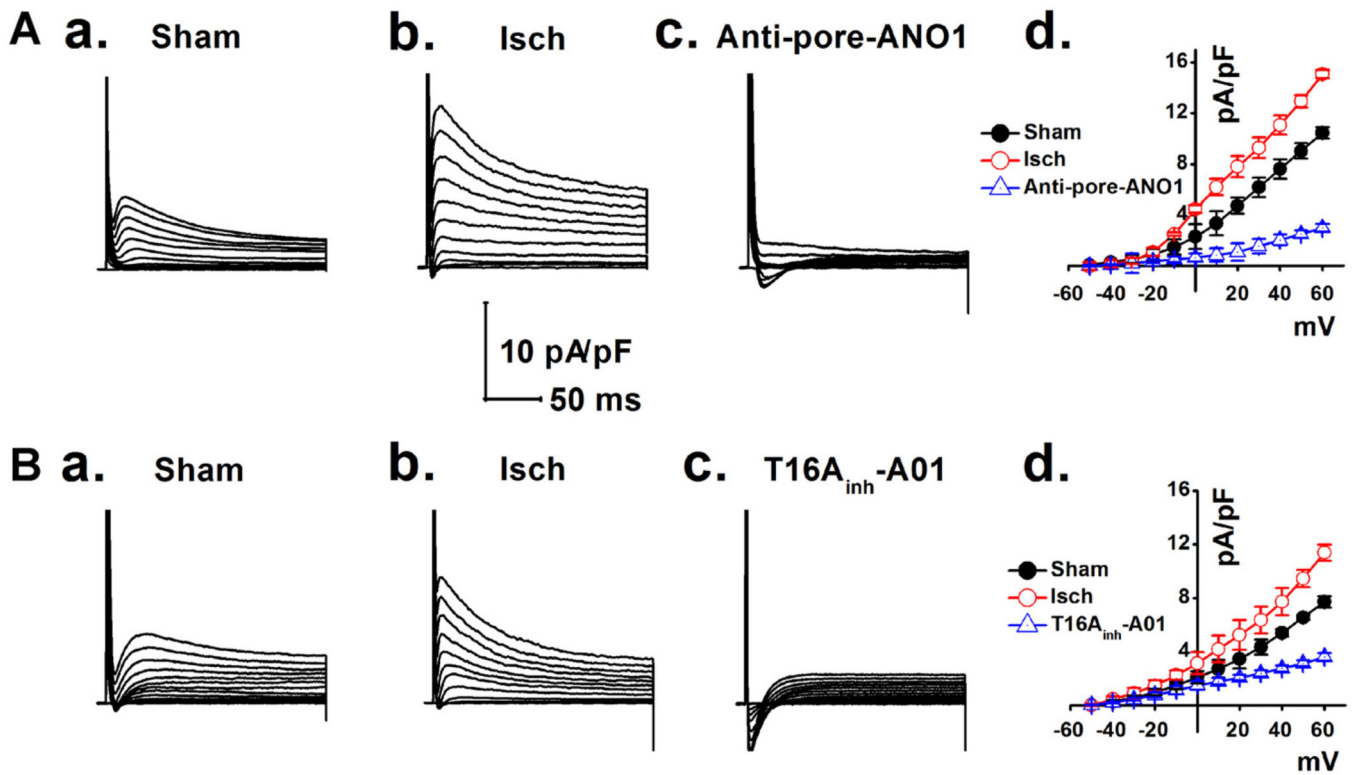 A a. Sham b. Isch c. Anti-pore-ANO1 d.
pA/pF
16
12
8
4
Sham
Isch
Anti-pore-ANO1
-60 -40 -20 20 40 60
mV
10 pA/pF
50 ms
B a. Sham b. Isch c. T16A_inh-A01 d.
pA/pF
16
12
8
4
Sham
Isch
T16A_inh-A01
-60 -40 -20 20 40 60
mV